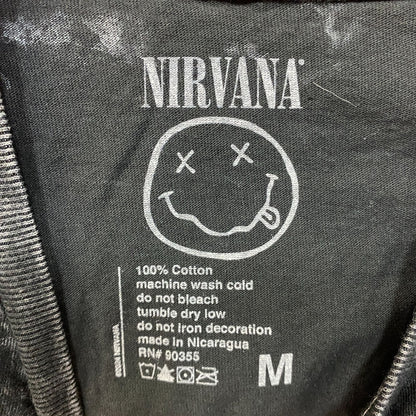 NIRVANA
100% Cotton
machine wash cold
do not bleach
tumble dry low
do not iron decoration
made in Nicaragua
RN# 90355
M
NIRVANA